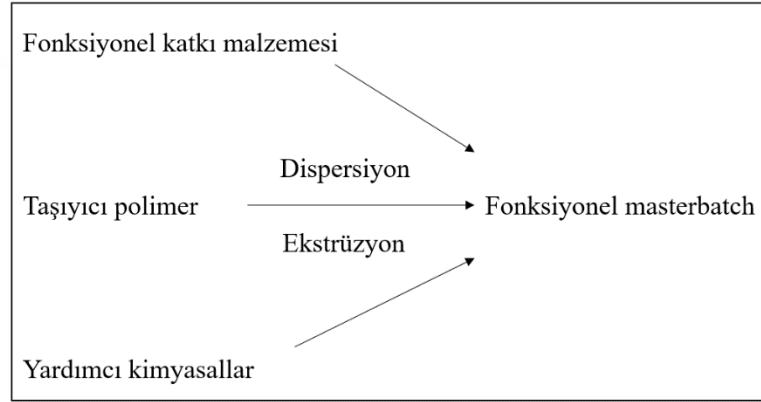 Fonksiyonel katkı malzemesi
Dispersiyon
Taşıyıcı polimer
Fonksiyonel masterbatch
Ekstrüzyon
Yardımcı kimyasallar